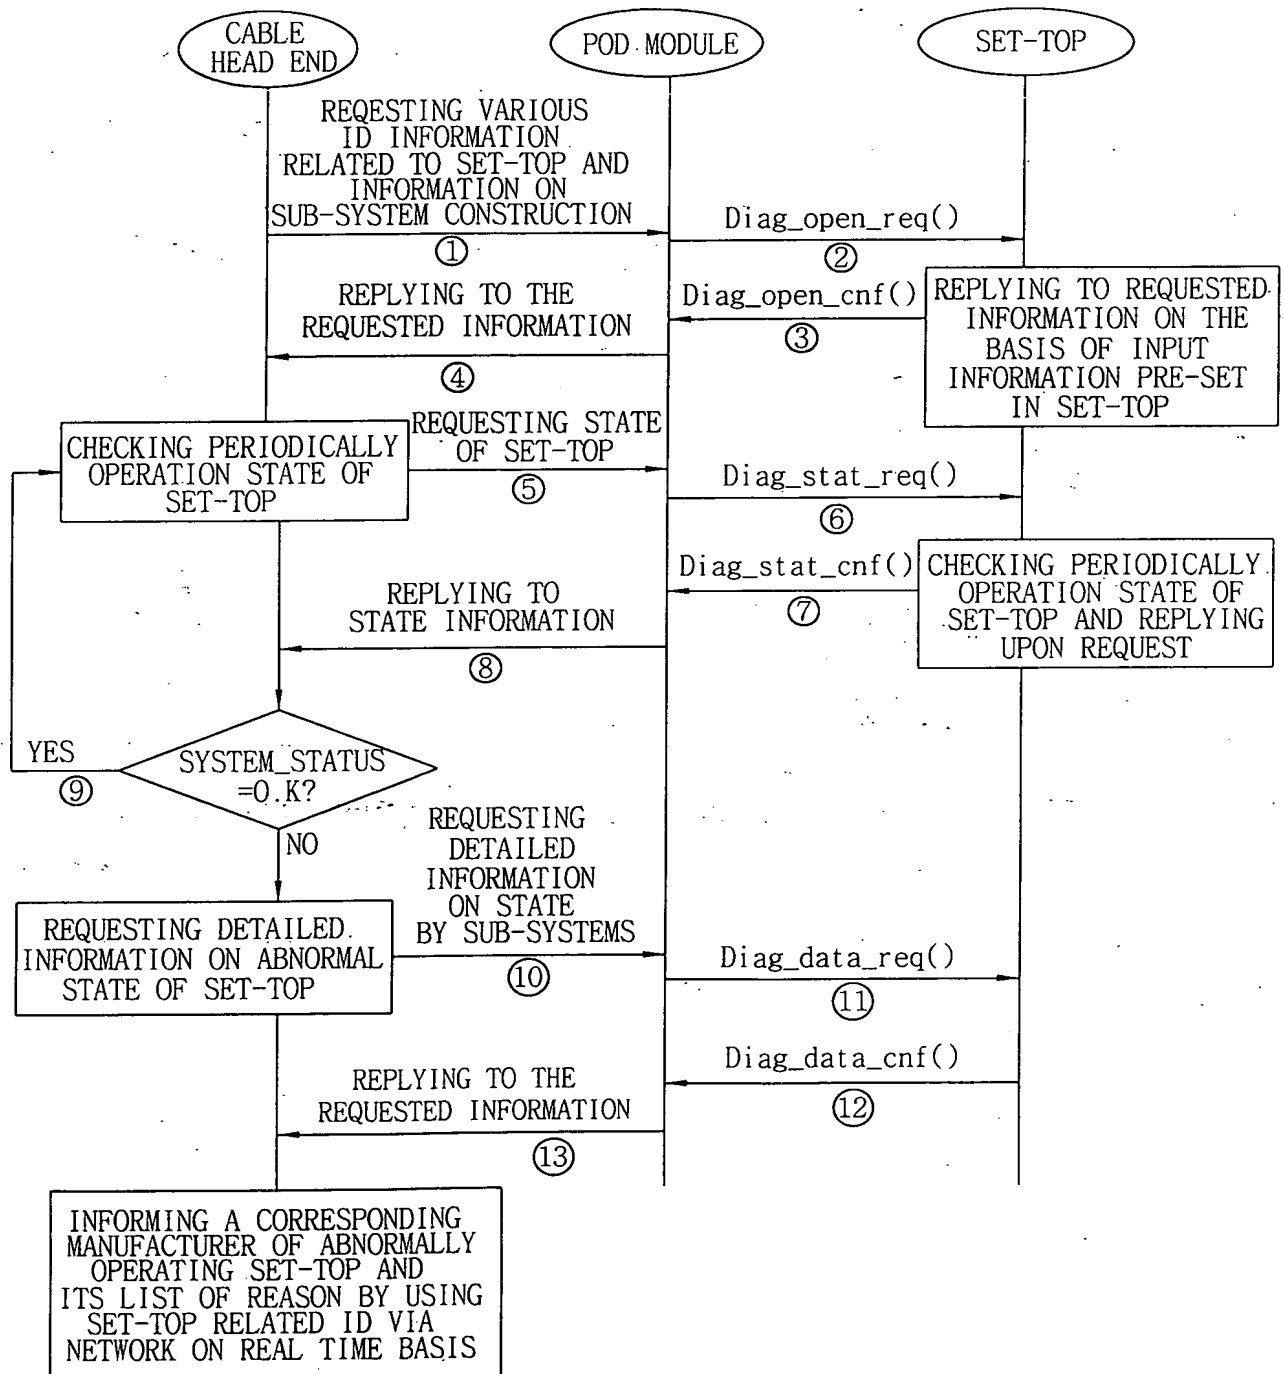 CABLE
HEAD END
POD MODULE
SET-TOP
REQESTING VARIOUS
ID INFORMATION
RELATED TO SET-TOP AND
INFORMATION ON
SUB-SYSTEM CONSTRUCTION
①
Diag_open_req()
②
REPLYING TO THE
REQUESTED INFORMATION
④
Diag_open_cnf()
③
REPLYING TO REQUESTED
INFORMATION ON THE
BASIS OF INPUT
INFORMATION PRE-SET
IN SET-TOP
CHECKING PERIODICALLY
OPERATION STATE OF
SET-TOP
REQUESTING STATE
OF SET-TOP
⑤
Diag_stat_req()
⑥
Diag_stat_cnf()
⑦
CHECKING PERIODICALLY
OPERATION STATE OF
SET-TOP AND REPLYING
UPON REQUEST
REPLYING TO
STATE INFORMATION
⑧
YES
⑨
SYSTEM_STATUS
=O.K?
NO
REQUESTING
DETAILED
INFORMATION
ON STATE
BY SUB-SYSTEMS
⑩
REQUESTING DETAILED
INFORMATION ON ABNORMAL
STATE OF SET-TOP
Diag_data_req()
⑪
Diag_data_cnf()
⑫
REPLYING TO THE
REQUESTED INFORMATION
⑬
INFORMING A CORRESPONDING
MANUFACTURER OF ABNORMALLY
OPERATING SET-TOP AND
ITS LIST OF REASON BY USING
SET-TOP RELATED ID VIA
NETWORK ON REAL TIME BASIS